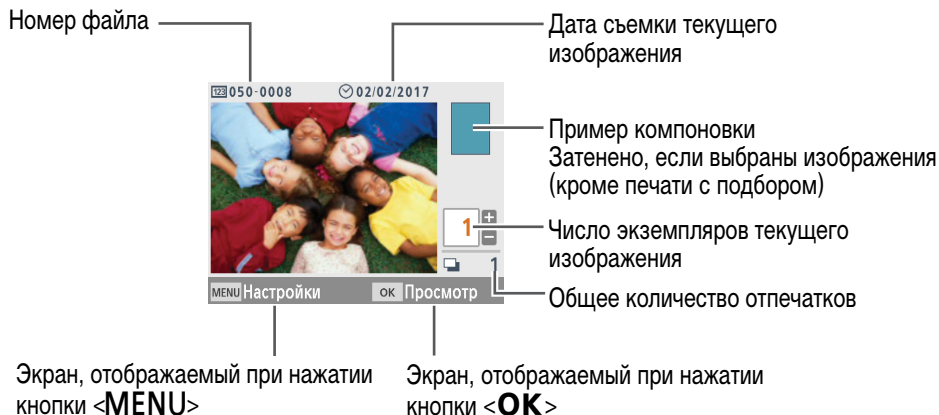 Номер файла
Дата съемки текущего
изображения
123 050-0008 02/02/2017
Пример компоновки
Затенено, если выбраны изображения
(кроме печати с подбором)
1 + −
Число экземпляров текущего
изображения
1
Общее количество отпечатков
MENU Настройки OK Просмотр
Экран, отображаемый при нажатии
кнопки <MENU>
Экран, отображаемый при нажатии
кнопки <OK>